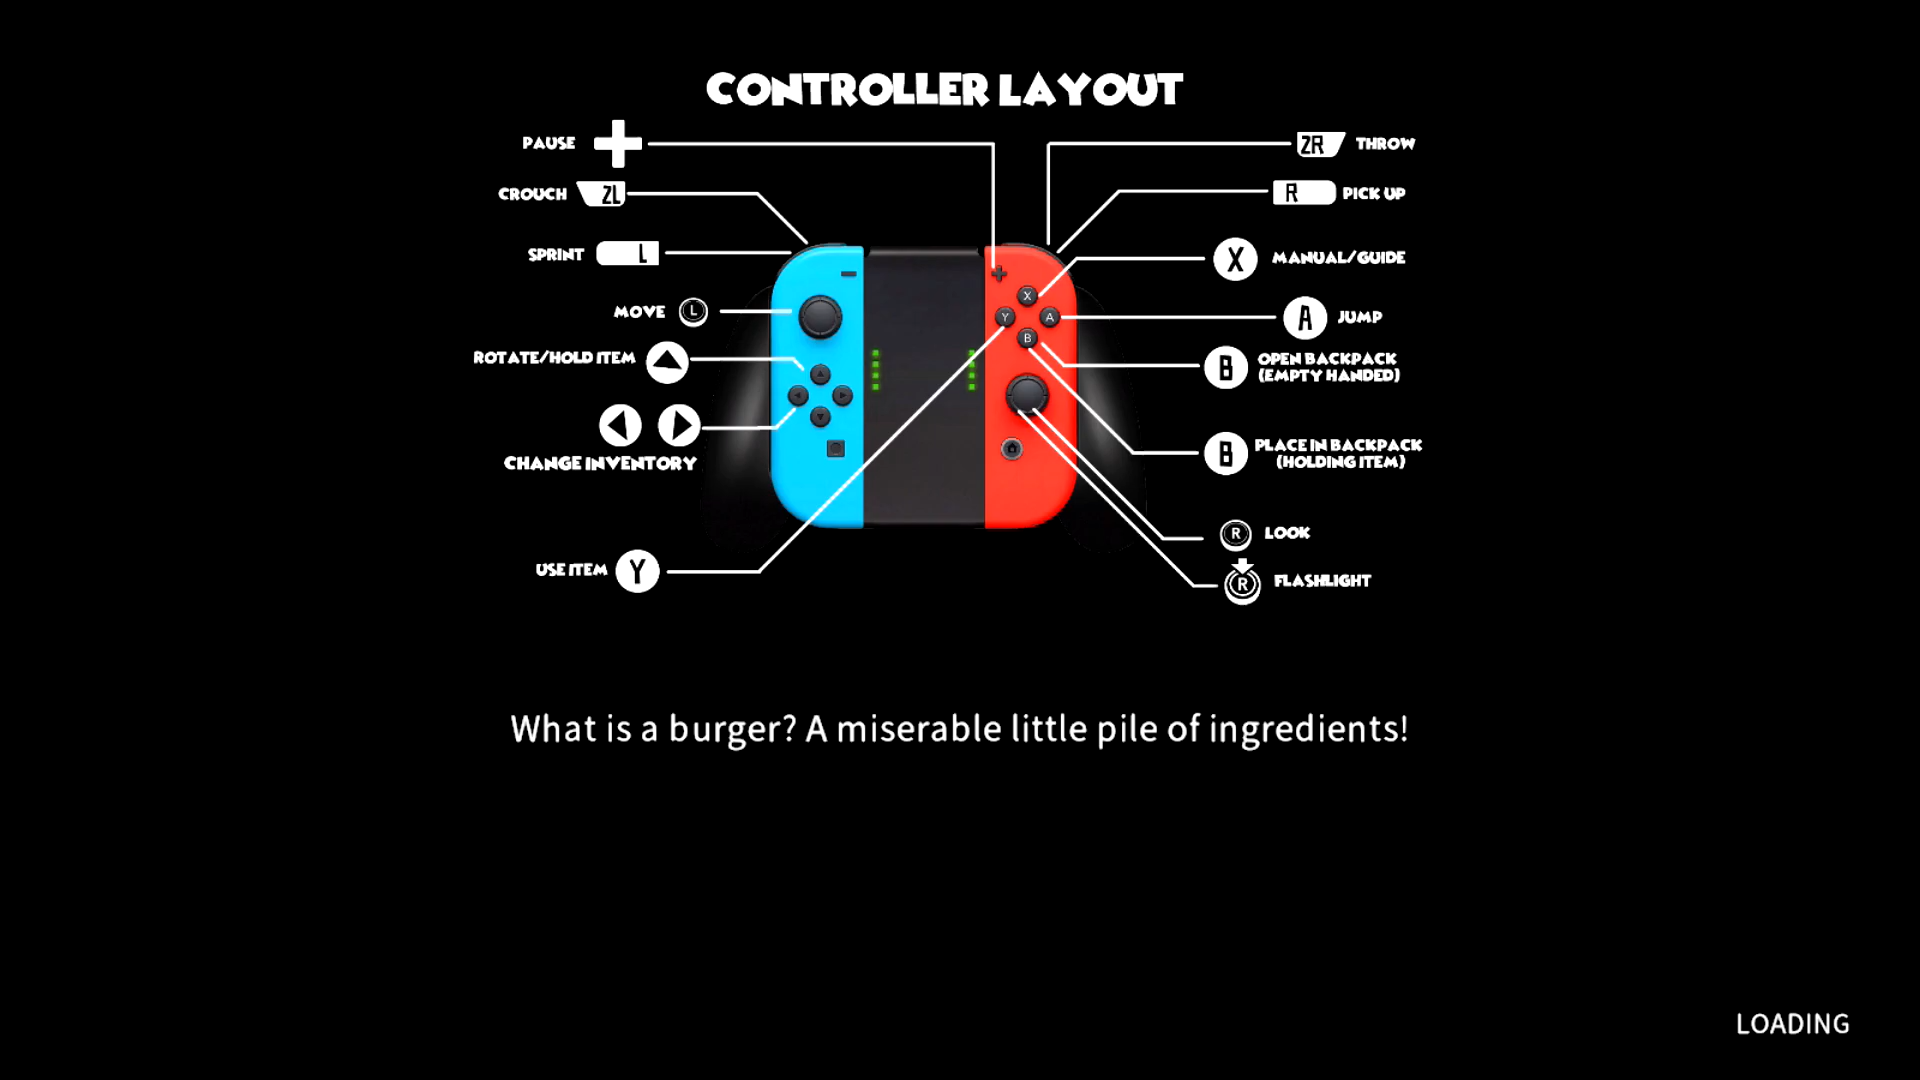 CONTROLLER LAYOUT
PAUSE
CROUCH ZL
SPRINT L
MOVE L
ROTATE/HOLD ITEM
CHANGE INVENTORY
USE ITEM Y
ZR THROW
R PICK UP
X MANUAL/GUIDE
A JUMP
B OPEN BACKPACK
(EMPTY HANDED)
B PLACE IN BACKPACK
(HOLDING ITEM)
R LOOK
R FLASHLIGHT
X
Y A
B
What is a burger? A miserable little pile of ingredients!
LOADING